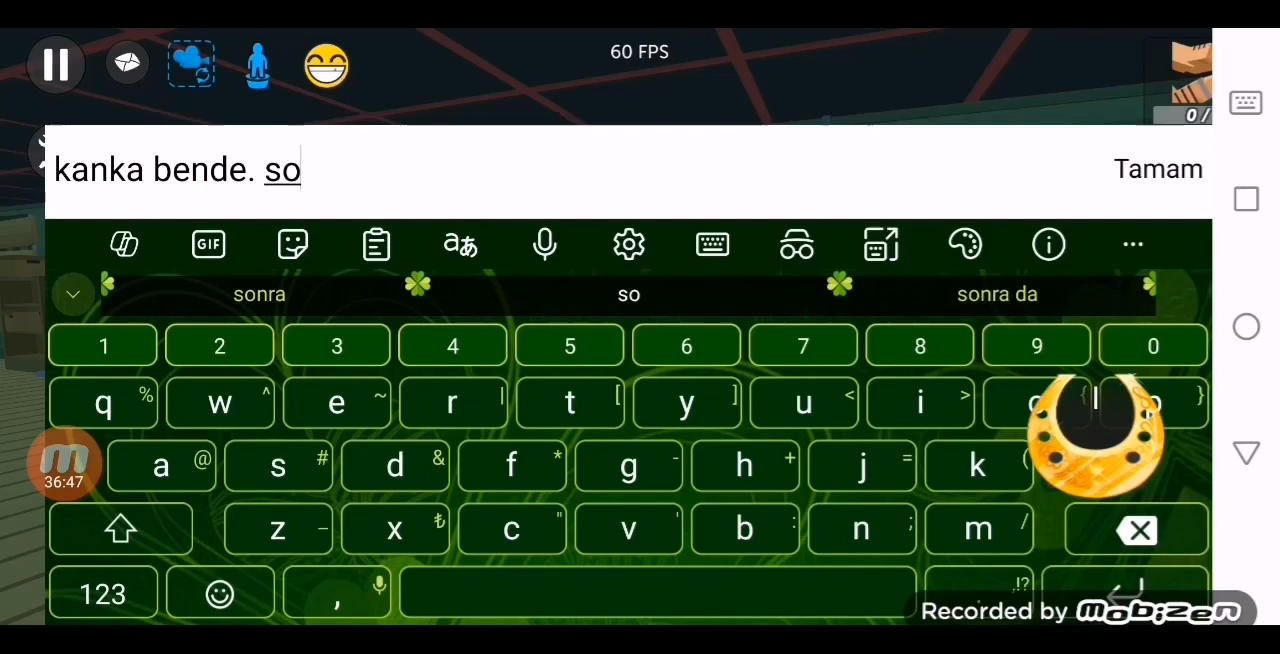 60 FPS
0/
kanka bende. so
Tamam
GIF
sonra so sonra da
1 2 3 4 5 6 7 8 9 0
q % w ^ e ~ r | t [ y ] u < i > o { p }
a @ s # d & f * g - h + j = k ( l
m
36:47
z _ x ₺ c " v ' b : n ; m /
123 , .!?
Recorded by mobizen